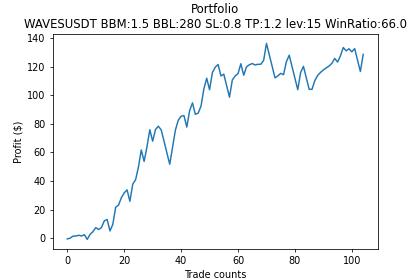 Portfolio
WAVESUSDT BBM:1.5 BBL:280 SL:0.8 TP:1.2 lev:15 WinRatio:66.0
140
120
100
80
60
40
20
0
Profit ($)
0 20 40 60 80 100
Trade counts